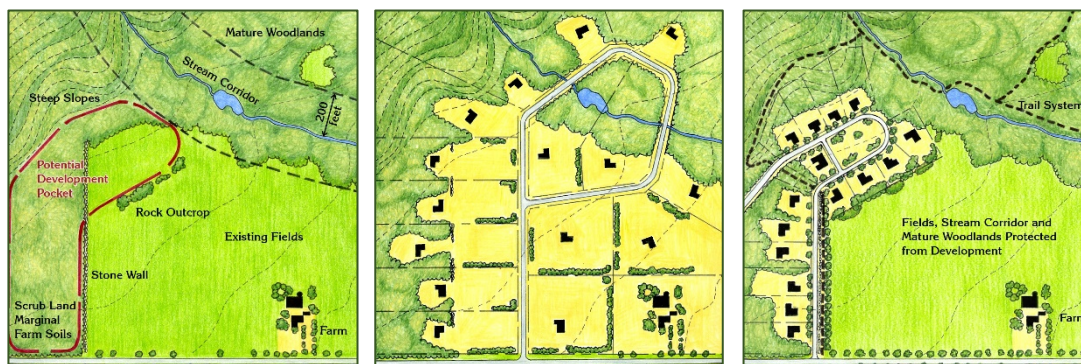 Mature Woodlands
Stream Corridor
Steep Slopes
200
feet
Potential
Development
Pocket
Rock Outcrop
Existing Fields
Stone Wall
Scrub Land
Marginal
Farm Soils
Farm
Trail System
Fields, Stream Corridor and
Mature Woodlands Protected
from Development
Farm